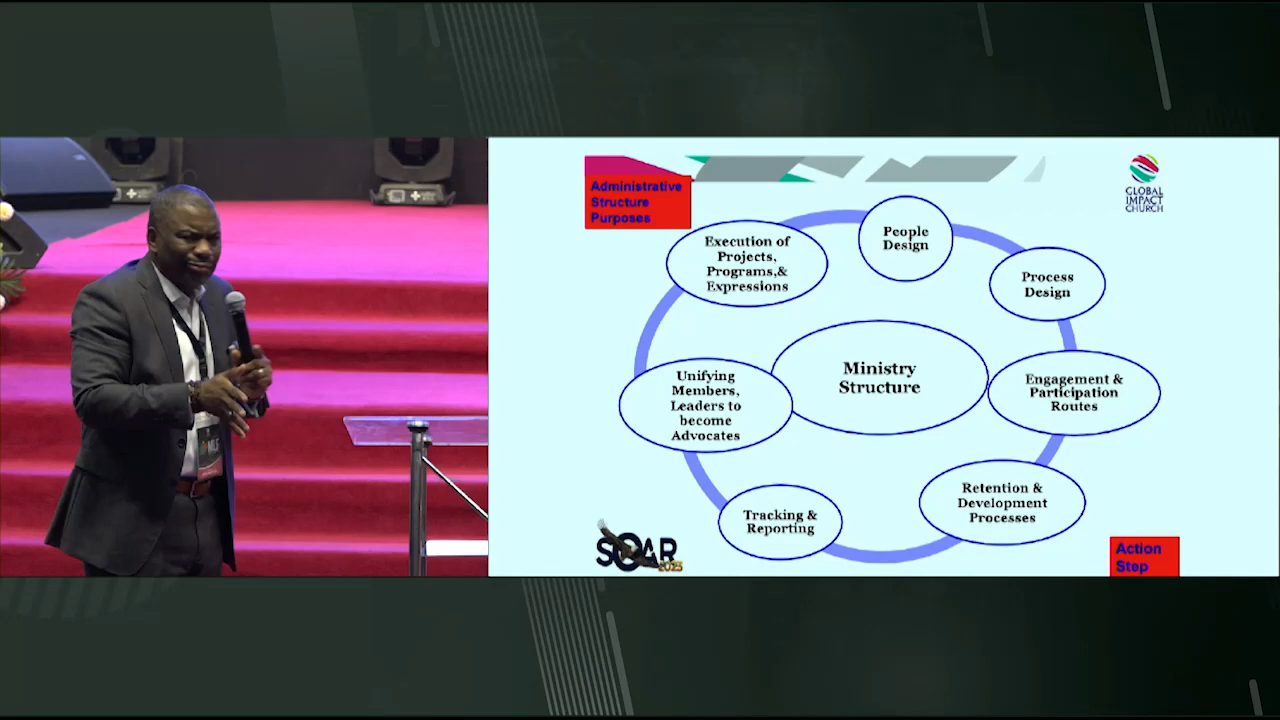 Administrative
Structure
Purposes
GLOBAL
IMPACT
CHURCH
People
Design
Execution of
Projects,
Programs,&
Expressions
Process
Design
Ministry
Structure
Unifying
Members,
Leaders to
become
Advocates
Engagement &
Participation
Routes
Retention &
Development
Processes
Tracking &
Reporting
SOAR
2023
Action
Step